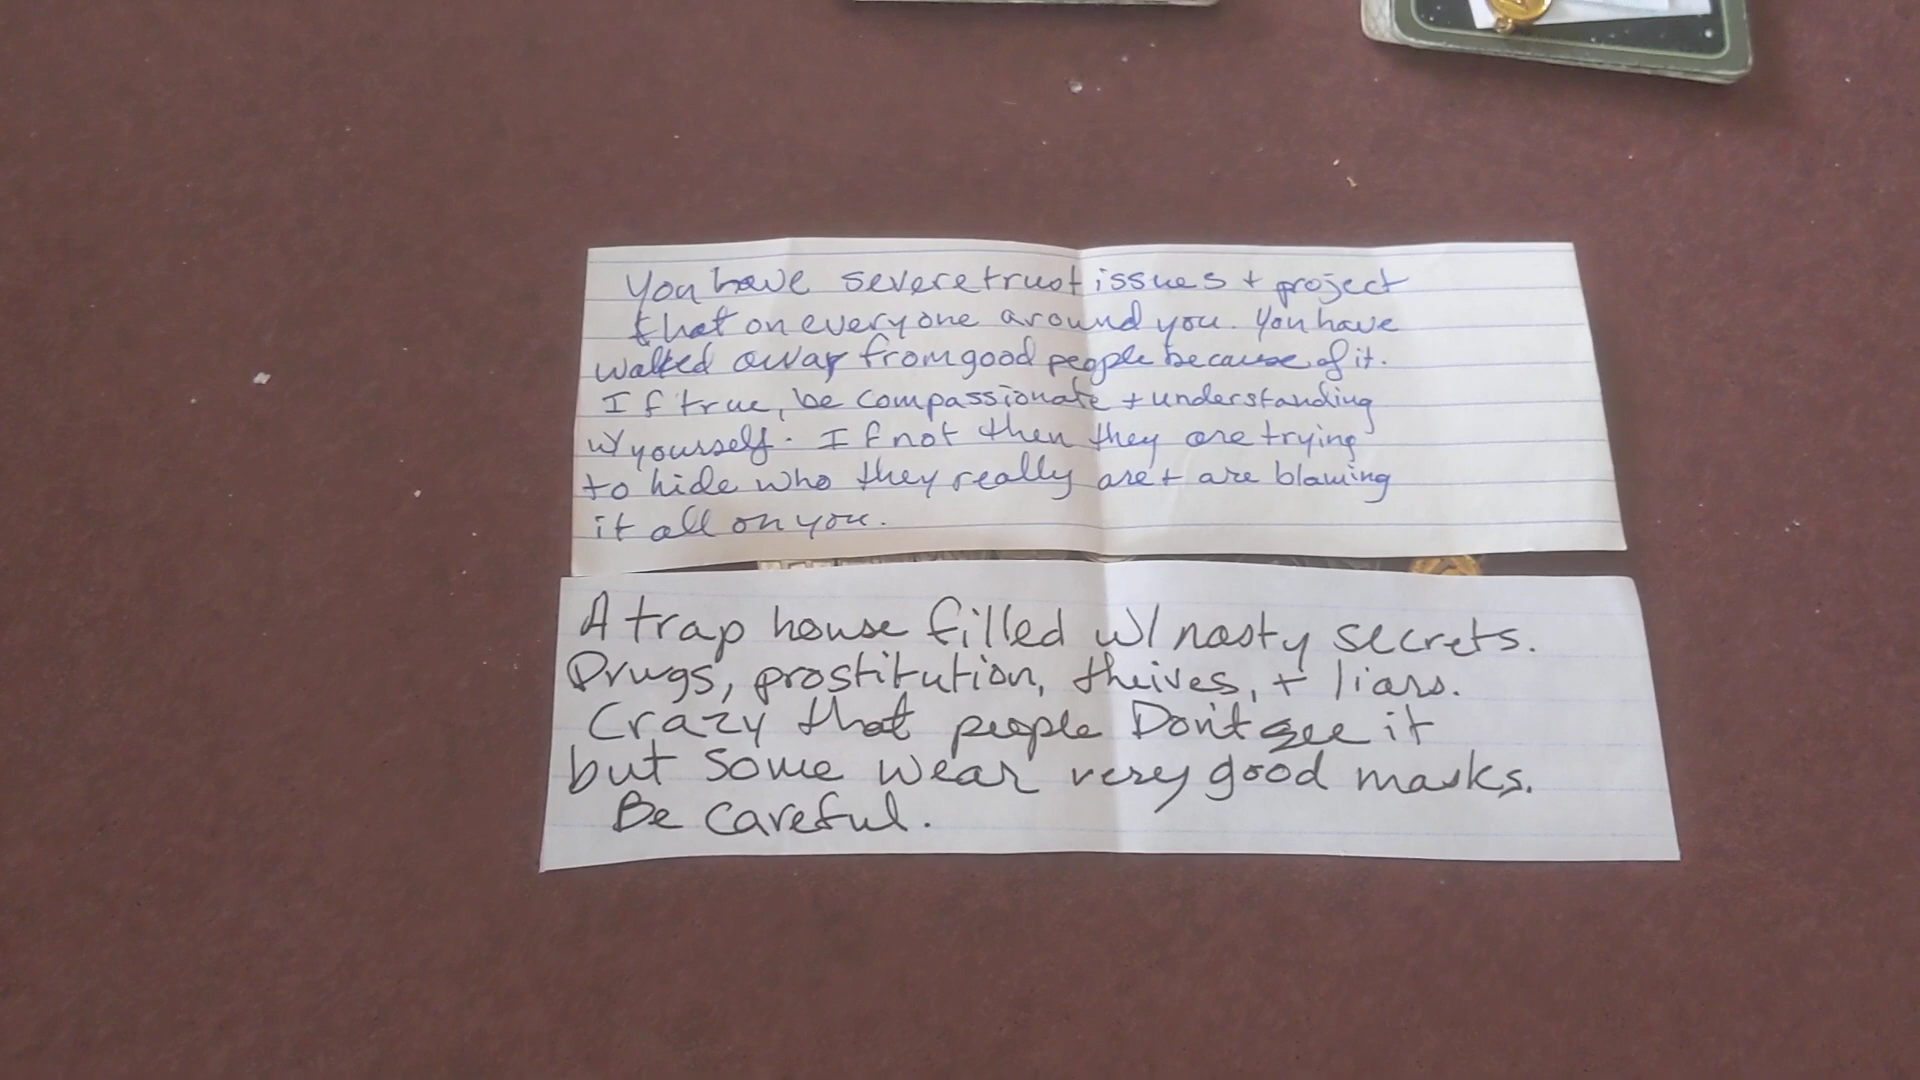 You have severe trust issues + project
that on everyone around you. You have
walked away from good people because of it.
If true, be compassionate + understanding
w/ yourself. If not then they are trying
to hide who they really are + are blaming
it all on you.
A trap house filled w/ nasty secrets.
Drugs, prostitution, theives, + liars.
Crazy that people Don't see it
but some wear very good masks.
Be careful.